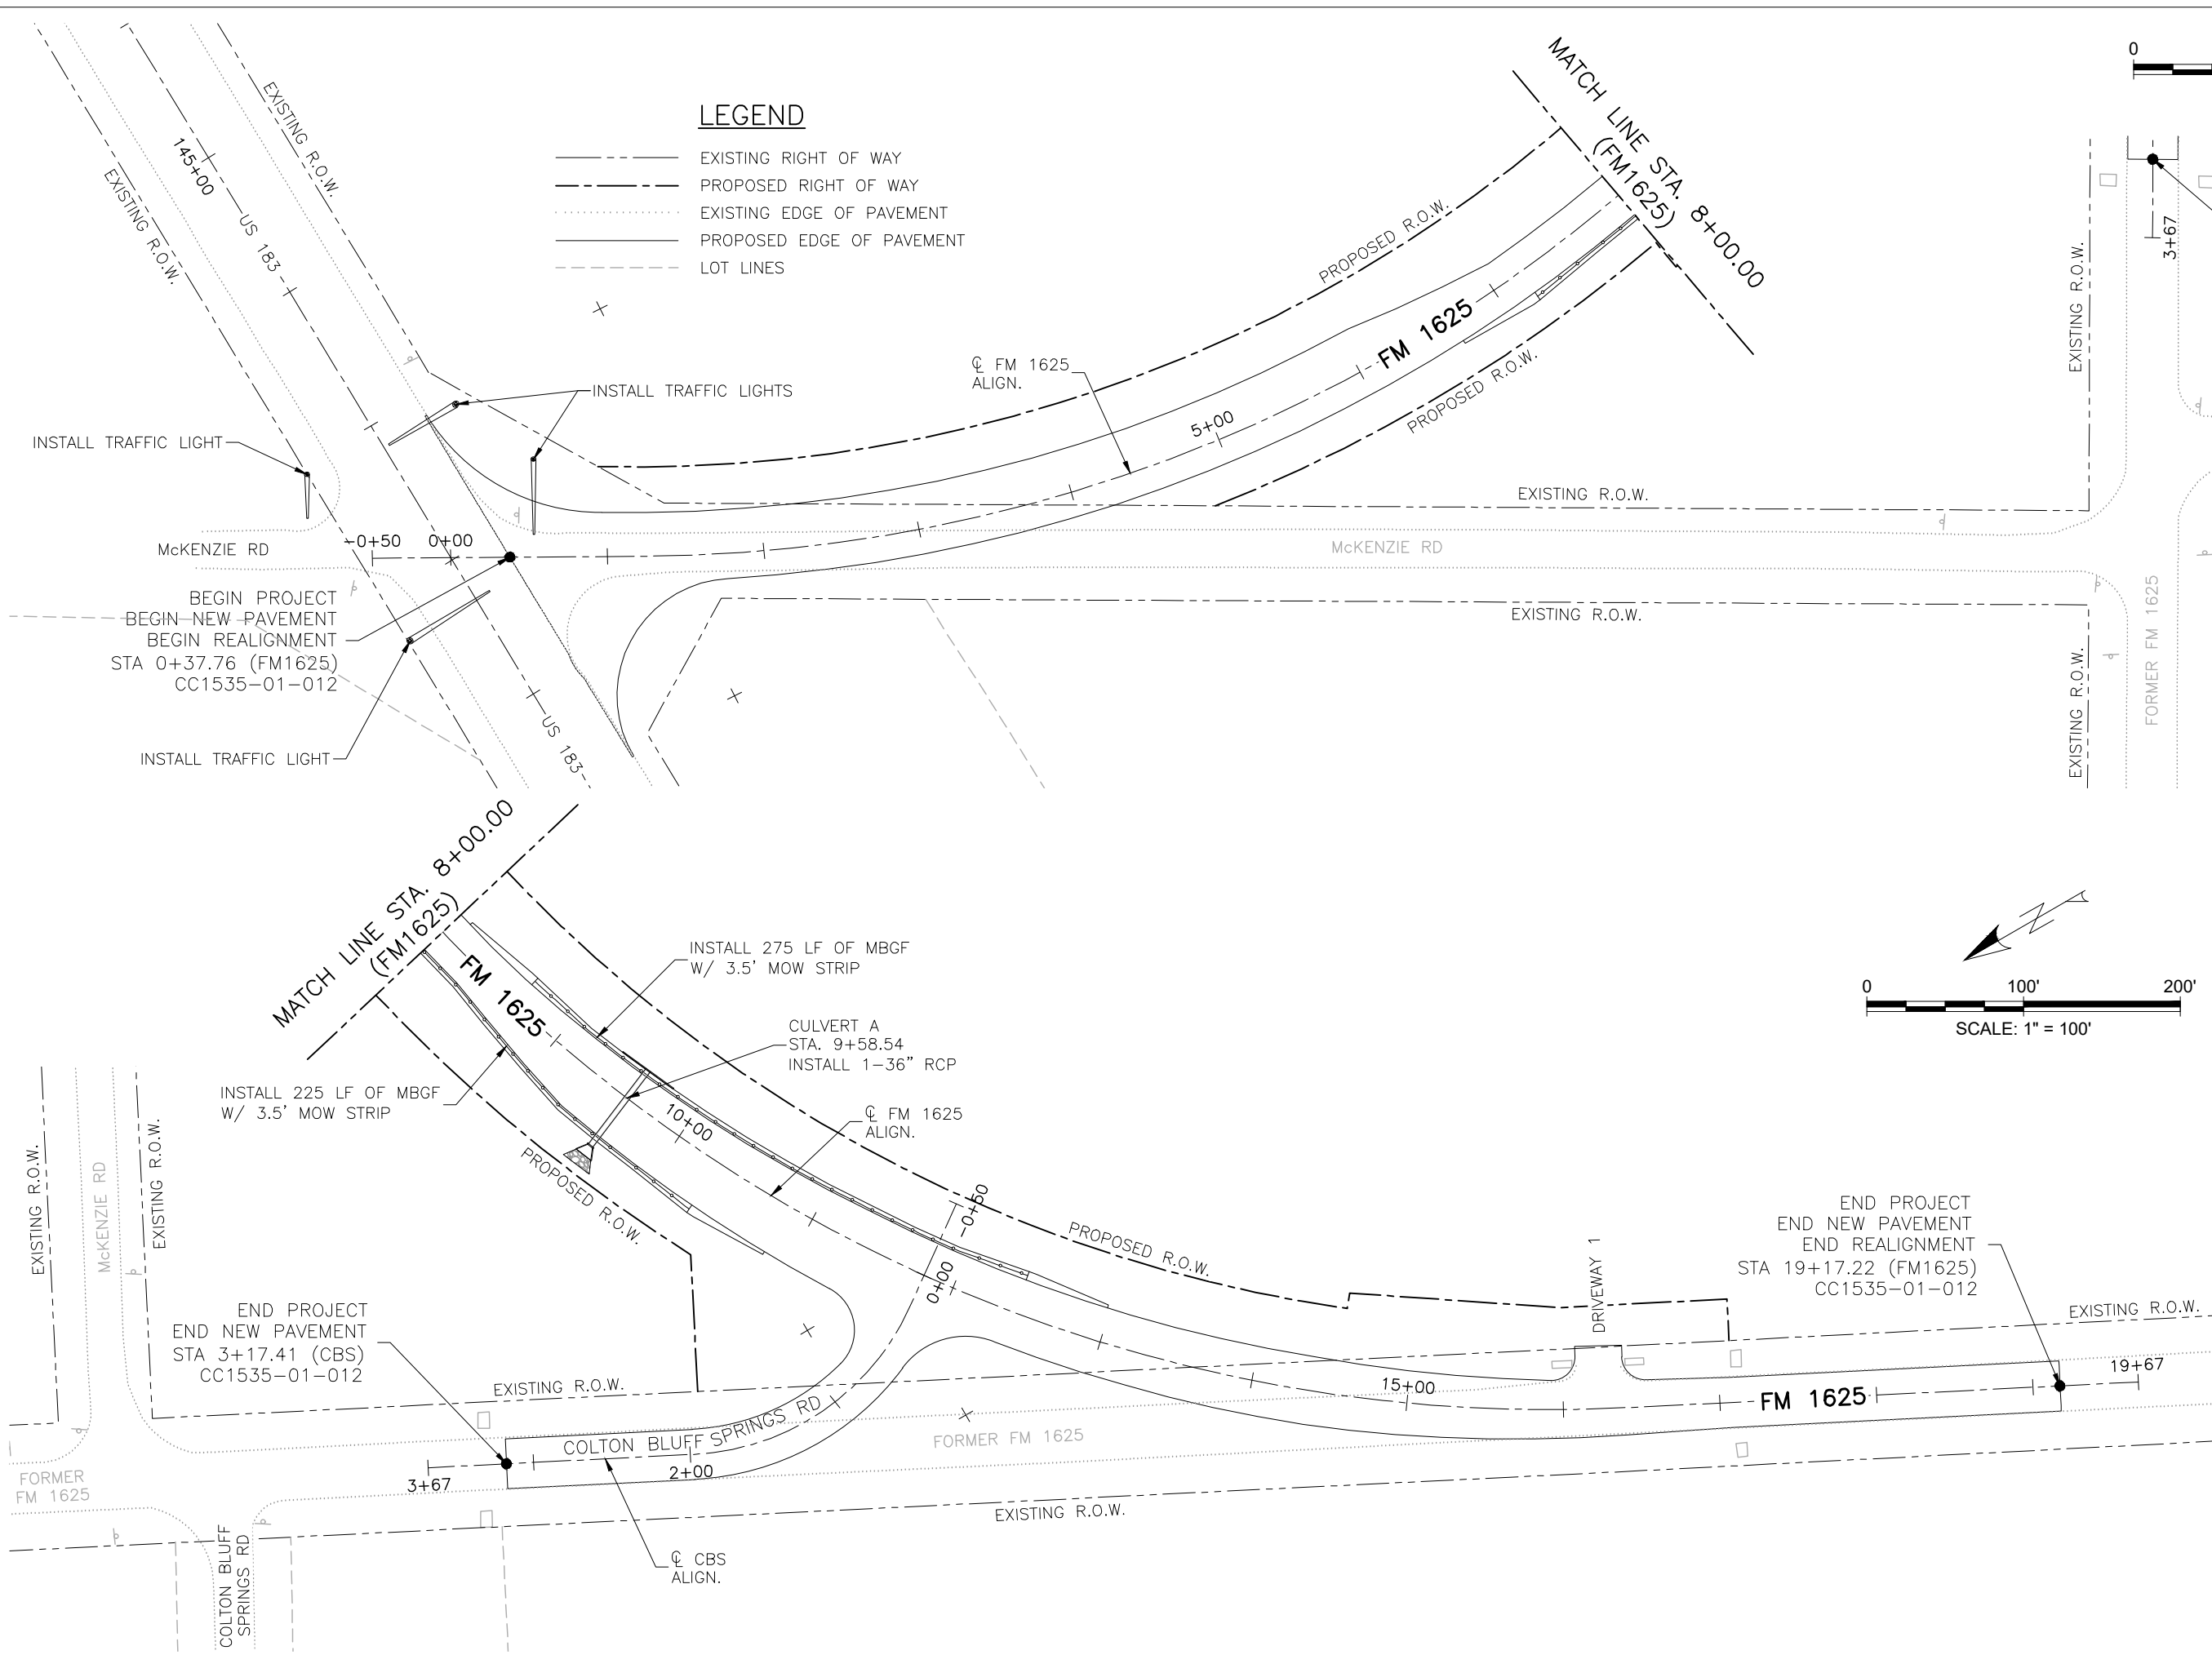 MATCH LINE STA. 8+00.00
(FM1625)
0
EXISTING R.O.W.
EXISTING R.O.W.
145+00
US 183
LEGEND
EXISTING RIGHT OF WAY
PROPOSED RIGHT OF WAY
EXISTING EDGE OF PAVEMENT
PROPOSED EDGE OF PAVEMENT
LOT LINES
PROPOSED R.O.W.
FM 1625
PROPOSED R.O.W.
℄ FM 1625
ALIGN.
5+00
3+67
EXISTING R.O.W.
INSTALL TRAFFIC LIGHTS
INSTALL TRAFFIC LIGHT
EXISTING R.O.W.
McKENZIE RD
-0+50
0+00
McKENZIE RD
BEGIN PROJECT
BEGIN NEW PAVEMENT
BEGIN REALIGNMENT
STA 0+37.76 (FM1625)
CC1535-01-012
EXISTING R.O.W.
EXISTING R.O.W.
FORMER FM 1625
INSTALL TRAFFIC LIGHT
US 183
MATCH LINE STA. 8+00.00
(FM1625)
FM 1625
INSTALL 275 LF OF MBGF
W/ 3.5' MOW STRIP
CULVERT A
STA. 9+58.54
INSTALL 1-36" RCP
INSTALL 225 LF OF MBGF
W/ 3.5' MOW STRIP
10+00
℄ FM 1625
ALIGN.
N
0 100' 200'
SCALE: 1" = 100'
EXISTING R.O.W.
McKENZIE RD
EXISTING R.O.W.
PROPOSED R.O.W.
-0+50
0+00
PROPOSED R.O.W.
DRIVEWAY 1
END PROJECT
END NEW PAVEMENT
END REALIGNMENT
STA 19+17.22 (FM1625)
CC1535-01-012
EXISTING R.O.W.
END PROJECT
END NEW PAVEMENT
STA 3+17.41 (CBS)
CC1535-01-012
EXISTING R.O.W.
15+00
FM 1625
19+67
COLTON BLUFF SPRINGS RD
FORMER FM 1625
2+00
3+67
FORMER
FM 1625
EXISTING R.O.W.
COLTON BLUFF
SPRINGS RD
℄ CBS
ALIGN.